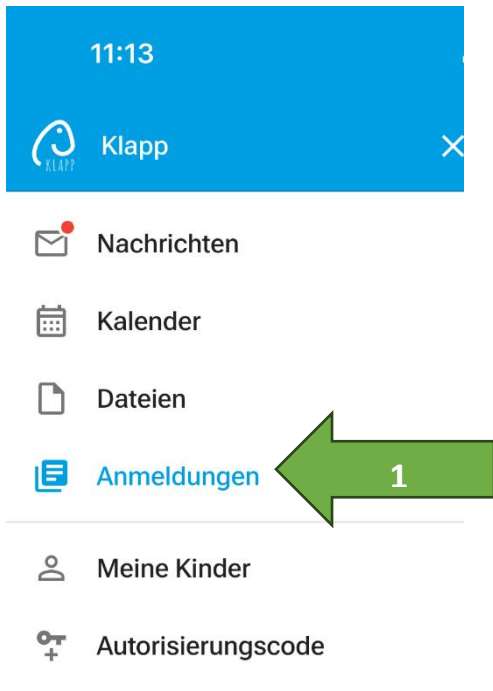 11:13
KLAPP
Klapp
Nachrichten
Kalender
Dateien
Anmeldungen
1
Meine Kinder
Autorisierungscode